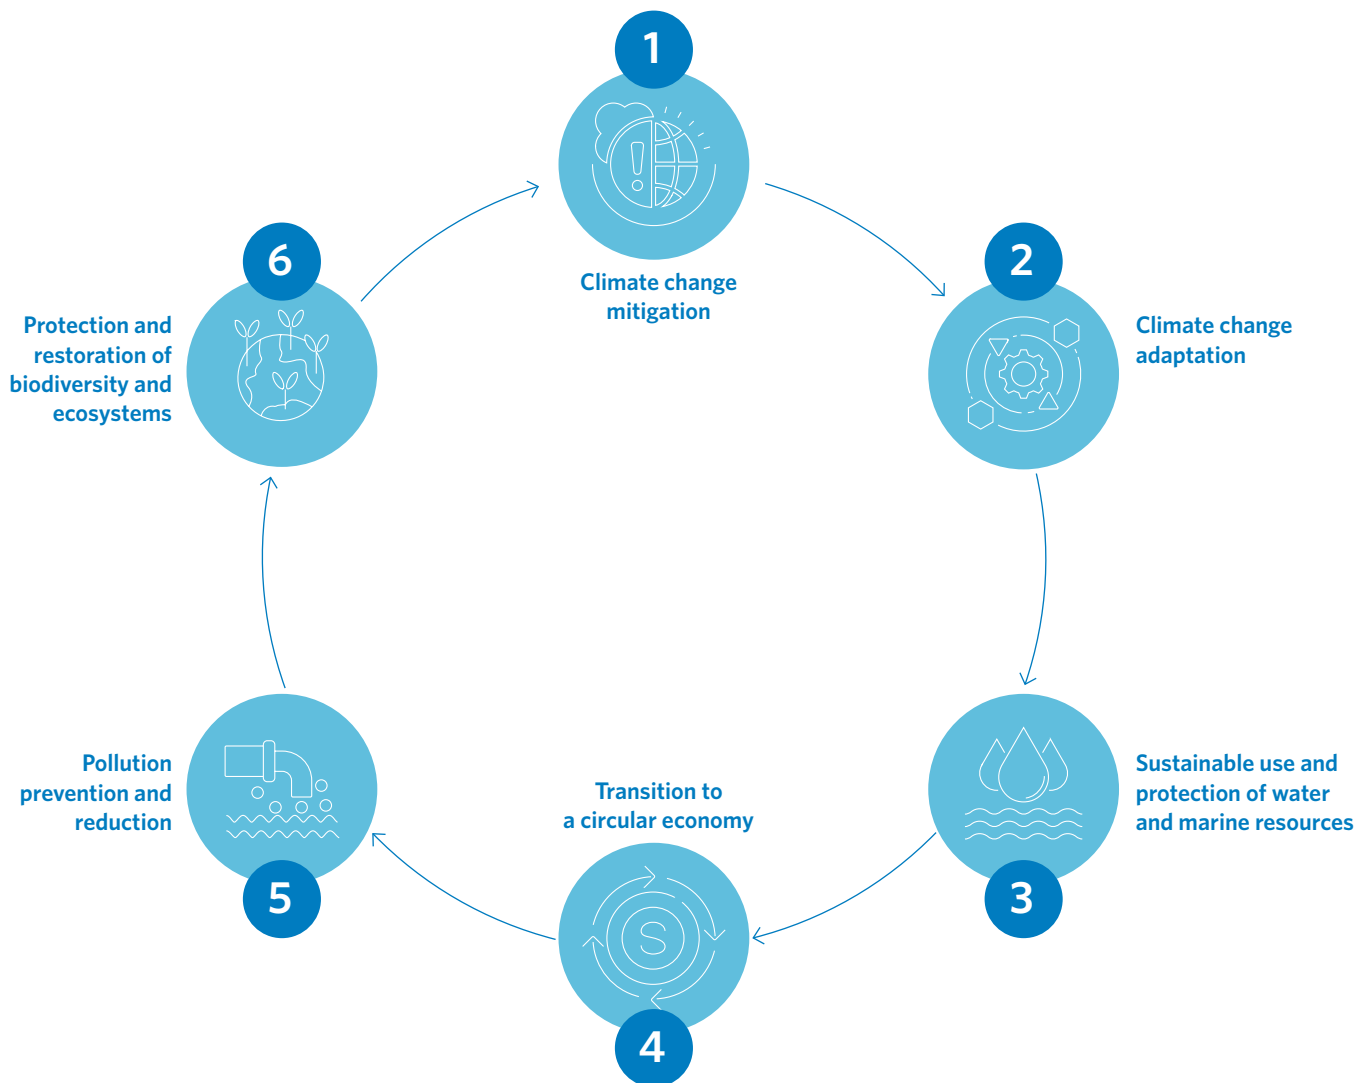 1
Climate change
mitigation
2
Climate change
adaptation
3
Sustainable use and
protection of water
and marine resources
4
Transition to
a circular economy
S
5
Pollution
prevention and
reduction
6
Protection and
restoration of
biodiversity and
ecosystems